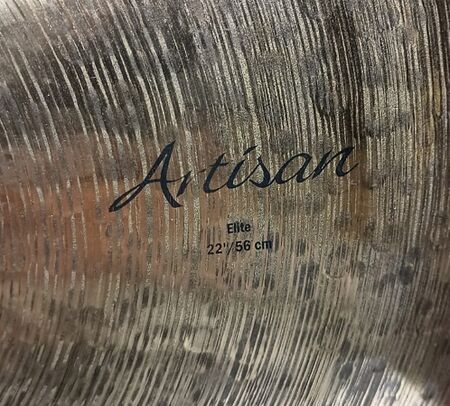 Artisan
Elite
22"/56 cm